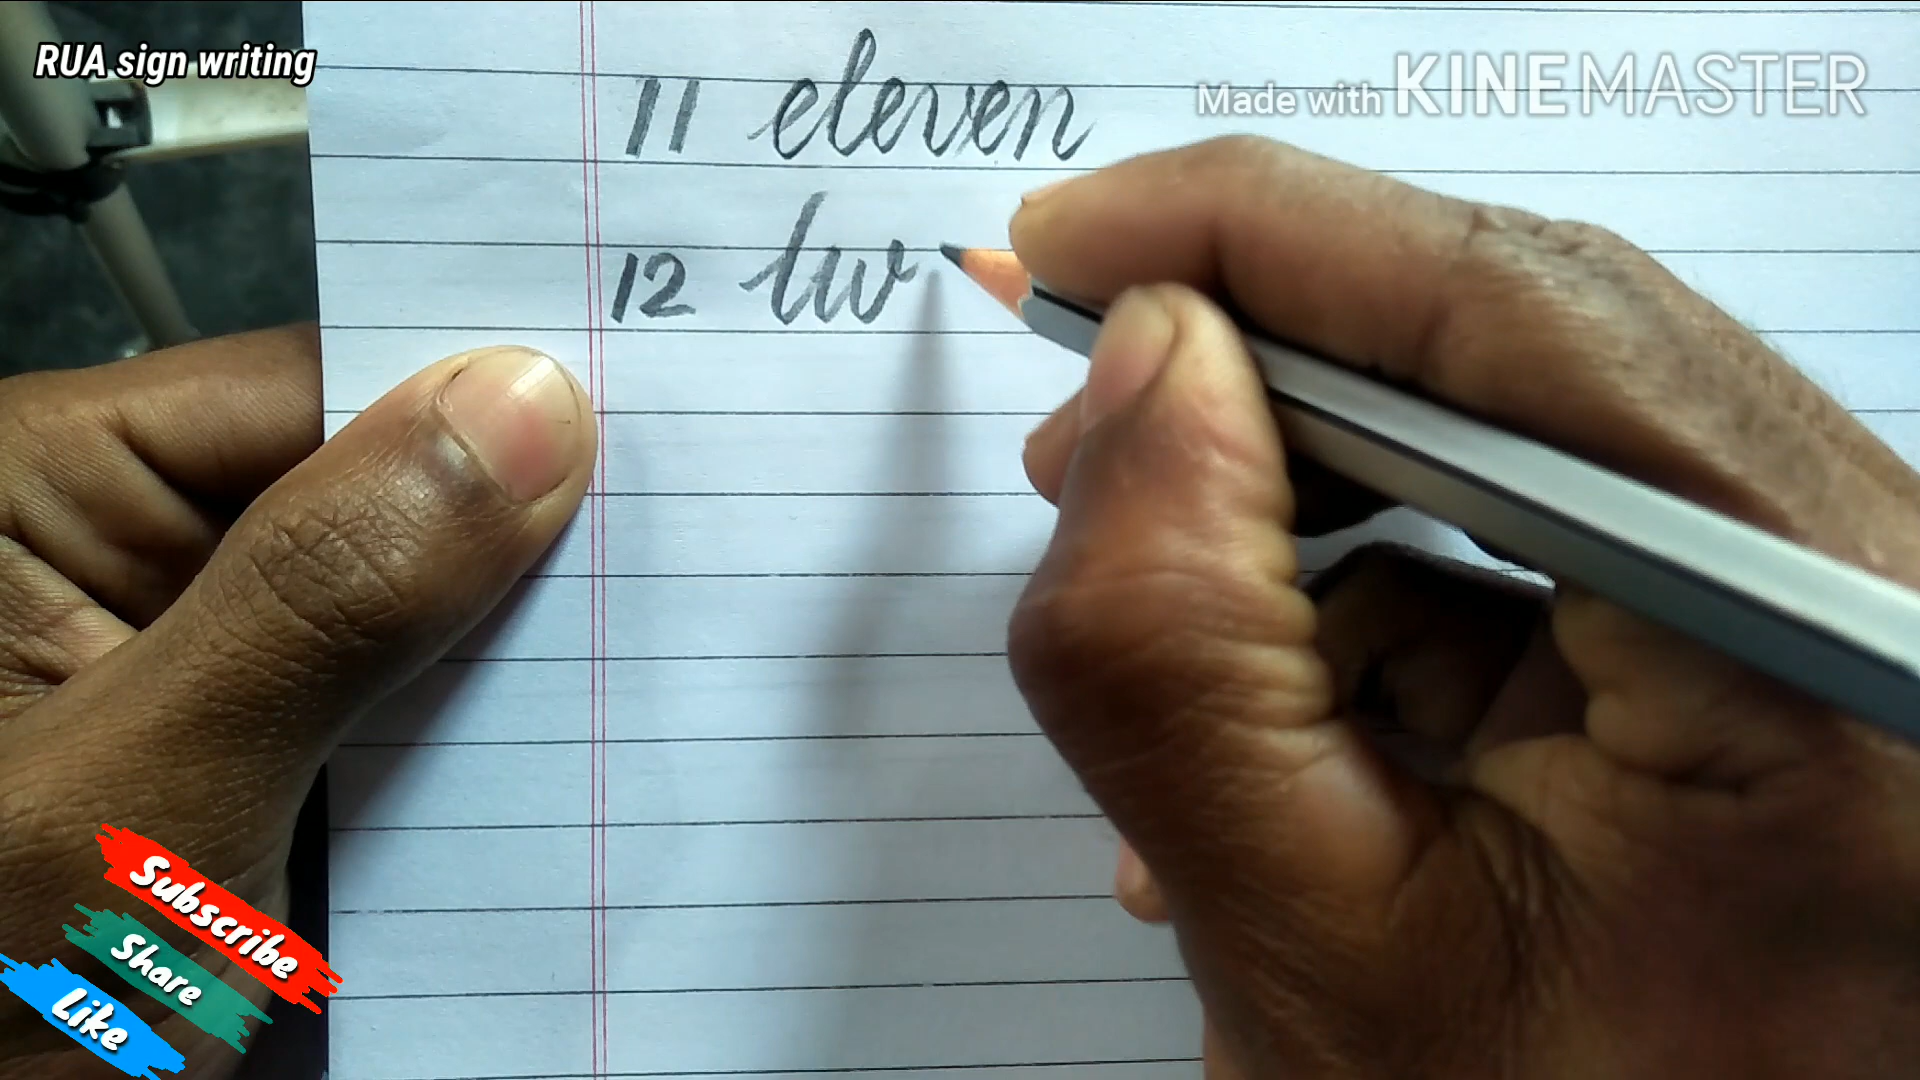 RUA sign writing
Made with KINEMASTER
11 eleven
12 tw
Subscribe
Share
Like